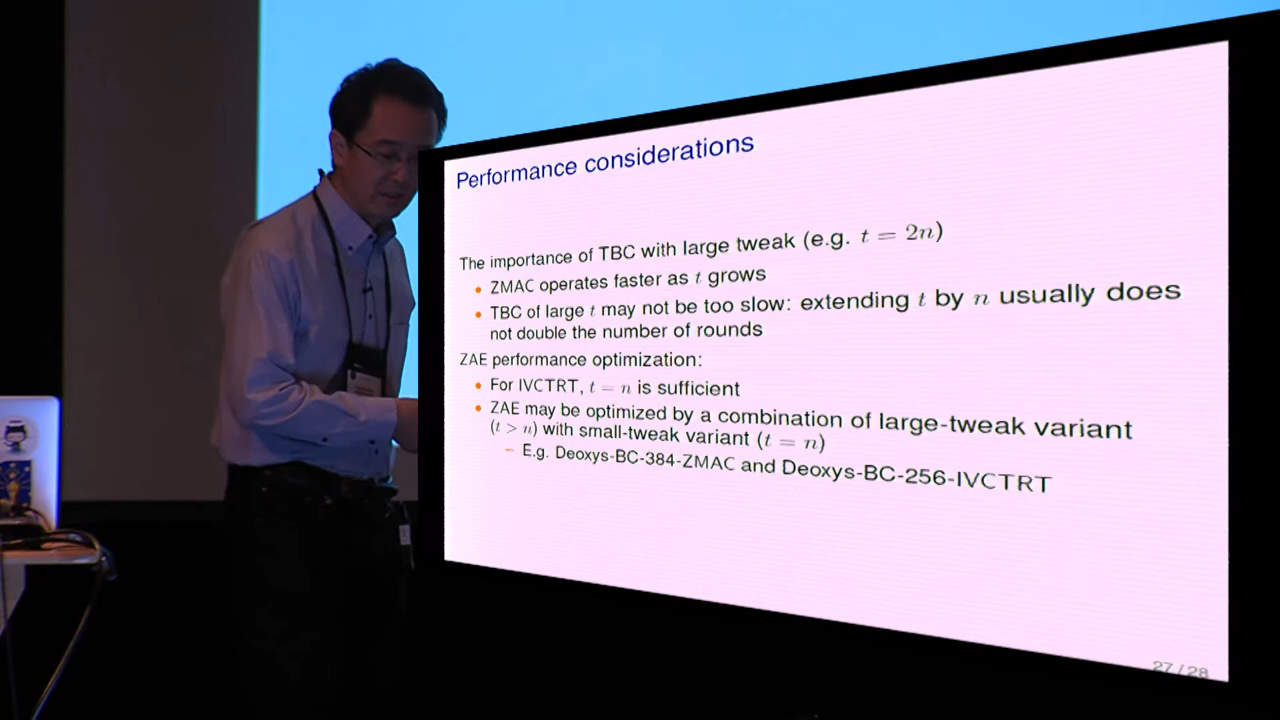 Performance considerations
The importance of TBC with large tweak (e.g. t = 2n)
• ZMAC operates faster as t grows
• TBC of large t may not be too slow: extending t by n usually does
not double the number of rounds
ZAE performance optimization:
• For IVCTRT, t = n is sufficient
• ZAE may be optimized by a combination of large-tweak variant
(t > n) with small-tweak variant (t = n)
– E.g. Deoxys-BC-384-ZMAC and Deoxys-BC-256-IVCTRT
27 / 28